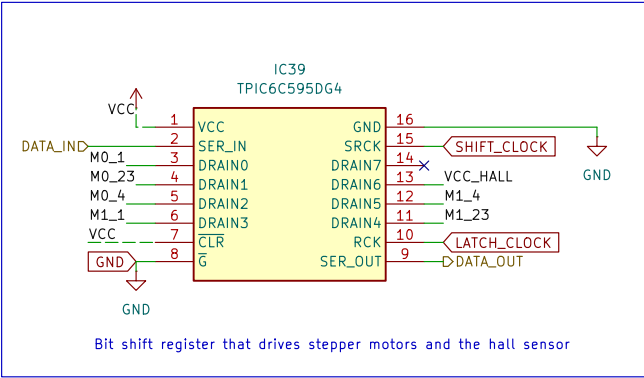 IC39
TPIC6C595DG4
VCC
1 VCC GND 16
DATA_IN 2 SER_IN SRCK 15 SHIFT_CLOCK
M0_1 3 DRAIN0 DRAIN7 14
M0_23 4 DRAIN1 DRAIN6 13 VCC_HALL
M0_4 5 DRAIN2 DRAIN5 12 M1_4
M1_1 6 DRAIN3 DRAIN4 11 M1_23
VCC 7 CLR RCK 10 LATCH_CLOCK
GND 8 G SER_OUT 9 DATA_OUT
GND
GND
Bit shift register that drives stepper motors and the hall sensor